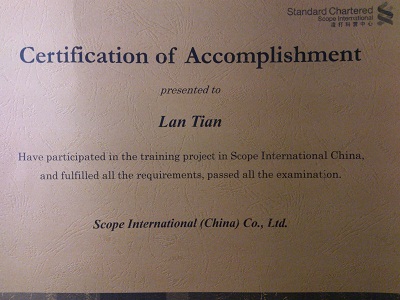 Standard Chartered
Scope International
渣打科营中心
Certification of Accomplishment
presented to
Lan Tian
Have participated in the training project in Scope International China,
and fulfilled all the requirements, passed all the examination.
Scope International (China) Co., Ltd.